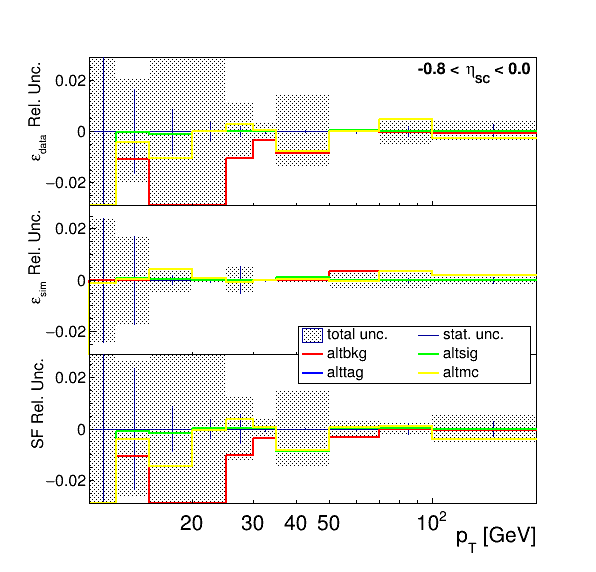 -0.8 < η_SC < 0.0
ε_data Rel. Unc.
0.02
0
−0.02
ε_sim Rel. Unc.
0.02
0
−0.02
total unc. stat. unc.
altbkg altsig
alttag altmc
SF Rel. Unc.
0.02
0
−0.02
20 30 40 50 10²
p_T [GeV]